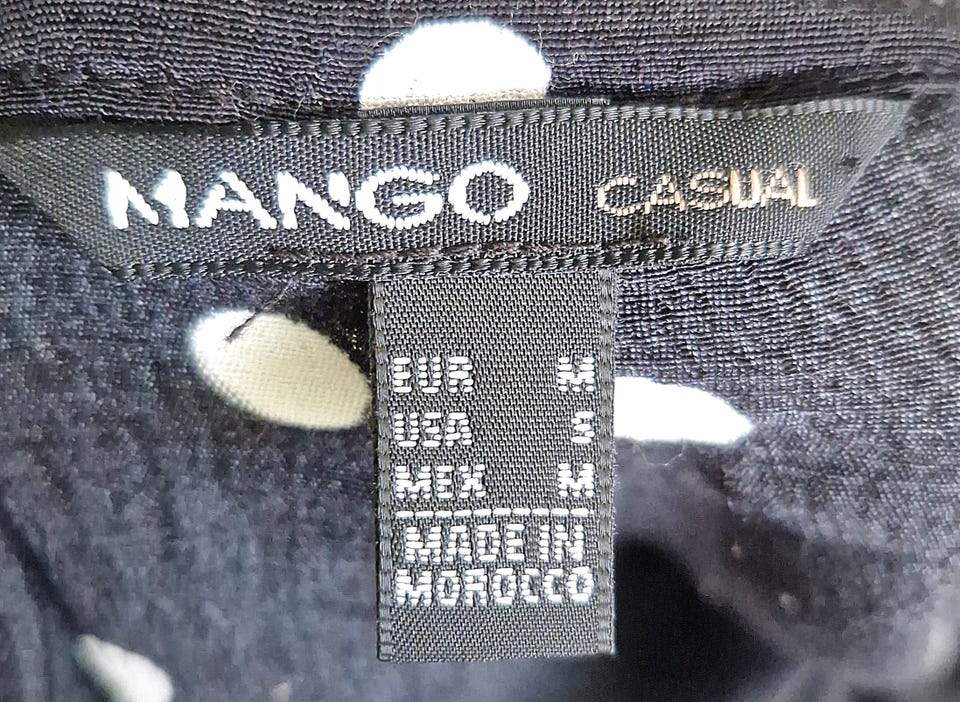 MANGO CASUAL
EUR M
USA S
MEX M
MADE IN
MOROCCO